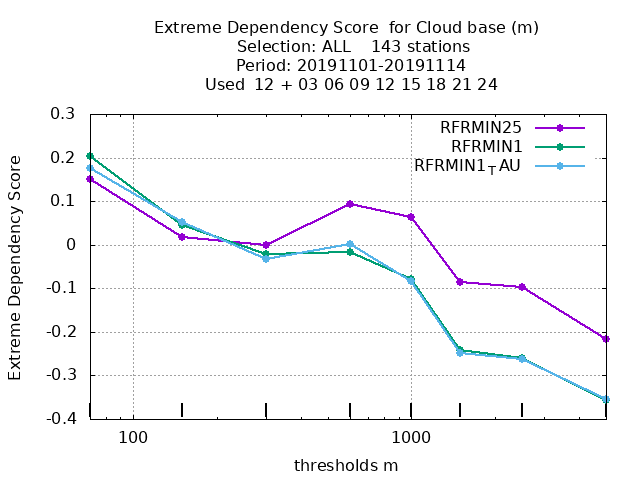 Extreme Dependency Score  for Cloud base (m)
Selection: ALL    143 stations
Period: 20191101-20191114
Used  12 + 03 06 09 12 15 18 21 24
RFRMIN25
RFRMIN1
RFRMIN1TAU
Extreme Dependency Score
0.3
0.2
0.1
0
-0.1
-0.2
-0.3
-0.4
100 1000
thresholds m